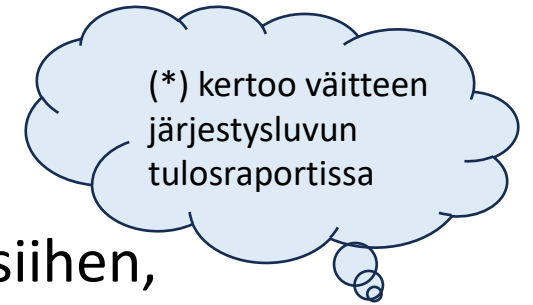 (*) kertoo väitteen
järjestysluvun
tulosraportissa
siihen,